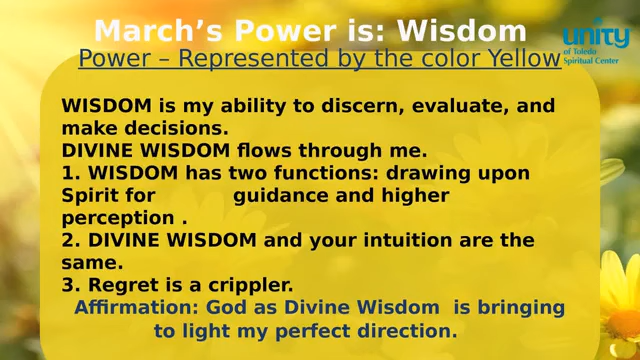 March’s Power is: Wisdom
Power – Represented by the color Yellow
unity
of Toledo
Spiritual Center
WISDOM is my ability to discern, evaluate, and
make decisions.
DIVINE WISDOM flows through me.
1. WISDOM has two functions: drawing upon
Spirit for guidance and higher
perception .
2. DIVINE WISDOM and your intuition are the
same.
3. Regret is a crippler.
Affirmation: God as Divine Wisdom is bringing
to light my perfect direction.